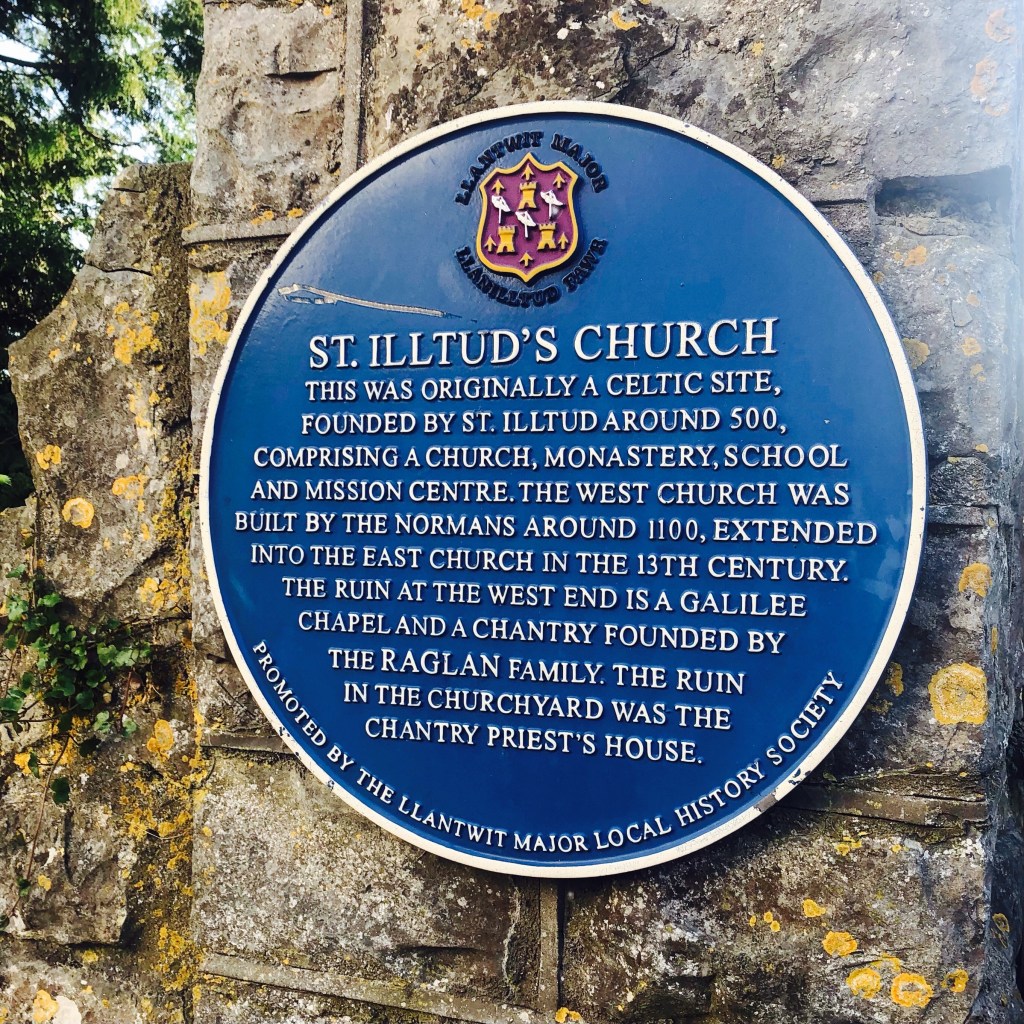 LLANTWIT MAJOR
LLANILLTUD FAWR
ST. ILLTUD'S CHURCH
THIS WAS ORIGINALLY A CELTIC SITE,
FOUNDED BY ST. ILLTUD AROUND 500,
COMPRISING A CHURCH, MONASTERY, SCHOOL
AND MISSION CENTRE. THE WEST CHURCH WAS
BUILT BY THE NORMANS AROUND 1100, EXTENDED
INTO THE EAST CHURCH IN THE 13TH CENTURY.
THE RUIN AT THE WEST END IS A GALILEE
CHAPEL AND A CHANTRY FOUNDED BY
THE RAGLAN FAMILY. THE RUIN
IN THE CHURCHYARD WAS THE
CHANTRY PRIEST'S HOUSE.
PROMOTED BY THE LLANTWIT MAJOR LOCAL HISTORY SOCIETY